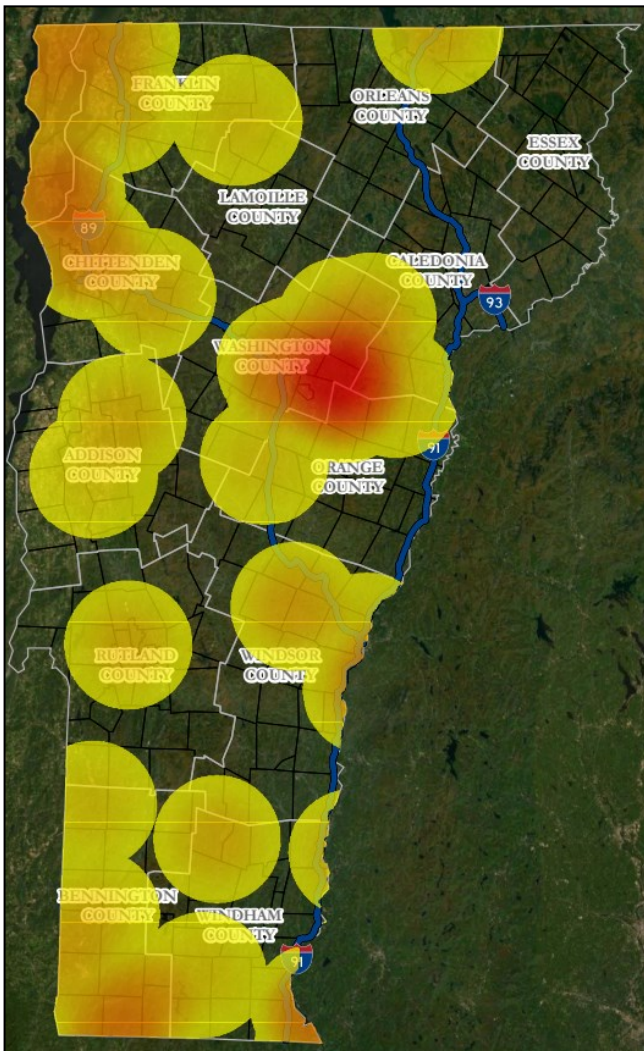 FRANKLIN
COUNTY
ORLEANS
COUNTY
ESSEX
COUNTY
LAMOILLE
COUNTY
89
CHITTENDEN
COUNTY
CALEDONIA
COUNTY
93
WASHINGTON
COUNTY
91
ADDISON
COUNTY
ORANGE
COUNTY
RUTLAND
COUNTY
WINDSOR
COUNTY
BENNINGTON
COUNTY
WINDHAM
COUNTY
91